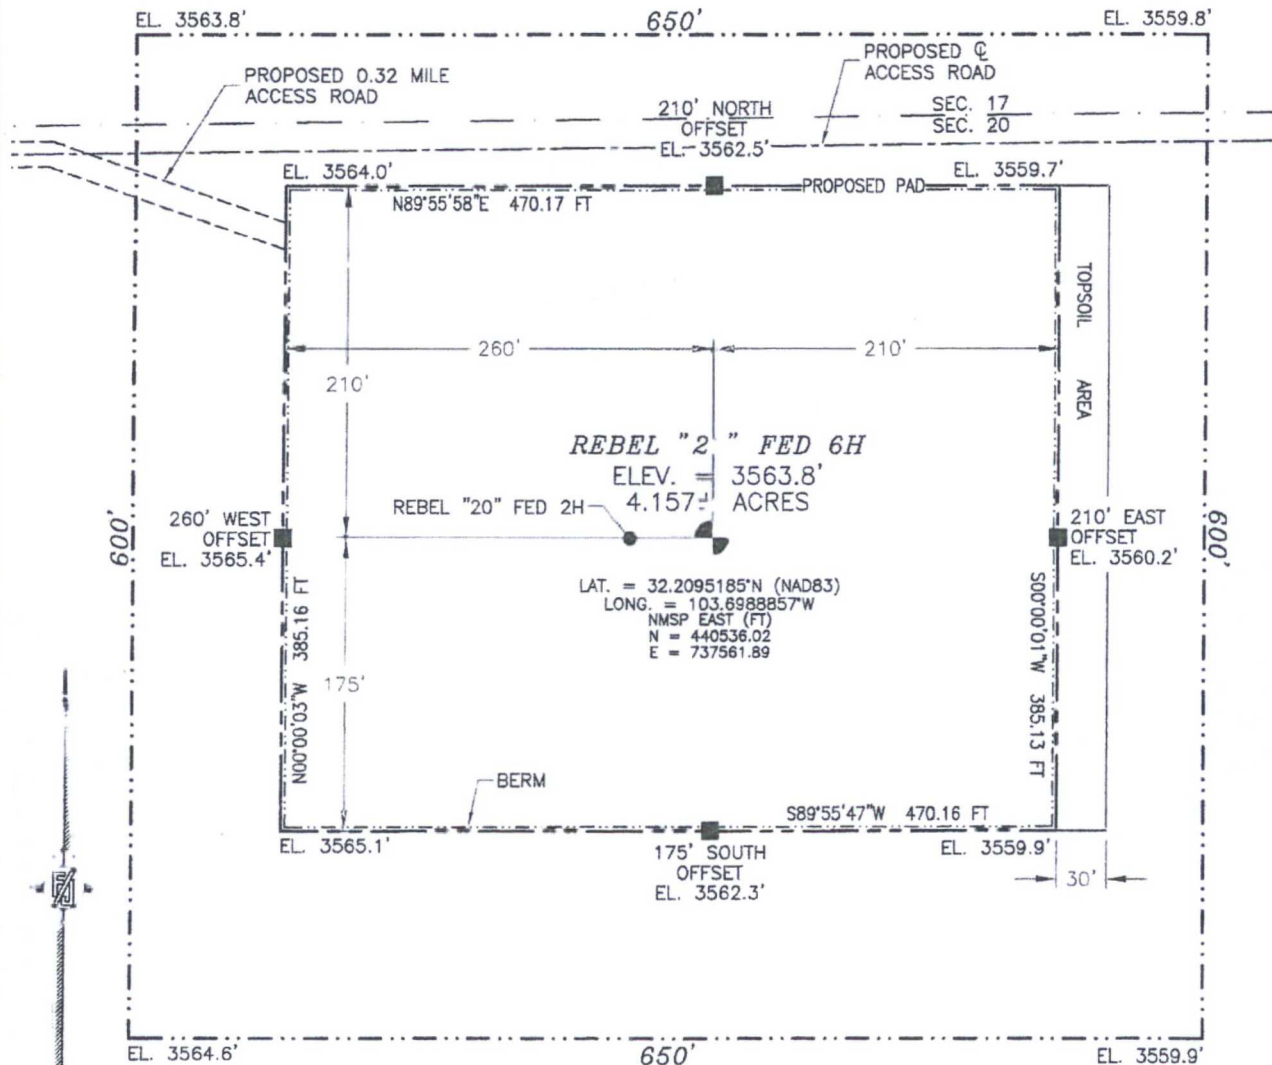 EL. 3563.8'
650'
EL. 3559.8'
PROPOSED 0.32 MILE
ACCESS ROAD
PROPOSED ℄
ACCESS ROAD
210' NORTH
OFFSET
EL. 3562.5'
SEC. 17
SEC. 20
EL. 3564.0'
EL. 3559.7'
N89°55'58"E 470.17 FT
PROPOSED PAD
TOPSOIL AREA
260'
210'
210'
REBEL "2 " FED 6H
ELEV. = 3563.8'
4.157± ACRES
REBEL "20" FED 2H
600'
260' WEST
OFFSET
EL. 3565.4'
210' EAST
OFFSET
EL. 3560.2'
600'
LAT. = 32.2095185°N (NAD83)
LONG. = 103.6988857°W
NMSP EAST (FT)
N = 440536.02
E = 737561.89
N00°00'03"W 385.16 FT
175'
S00°00'01"W 385.13 FT
BERM
S89°55'47"W 470.16 FT
EL. 3565.1'
175' SOUTH
OFFSET
EL. 3562.3'
EL. 3559.9'
30'
EL. 3564.6'
650'
EL. 3559.9'